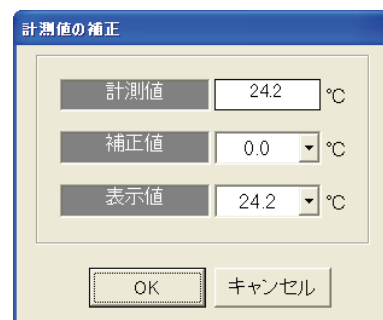 計測値の補正
計測値 24.2 ℃
補正値 0.0 ℃
表示値 24.2 ℃
OK キャンセル